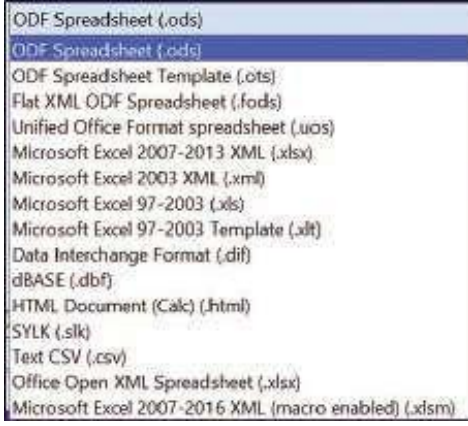 ODF Spreadsheet (.ods)
ODF Spreadsheet (.ods)
ODF Spreadsheet Template (.ots)
Flat XML ODF Spreadsheet (.fods)
Unified Office Format spreadsheet (.uos)
Microsoft Excel 2007-2013 XML (.xlsx)
Microsoft Excel 2003 XML (.xml)
Microsoft Excel 97-2003 (.xls)
Microsoft Excel 97-2003 Template (.xlt)
Data Interchange Format (.dif)
dBASE (.dbf)
HTML Document (Calc) (.html)
SYLK (.slk)
Text CSV (.csv)
Office Open XML Spreadsheet (.xlsx)
Microsoft Excel 2007-2016 XML (macro enabled) (.xlsm)